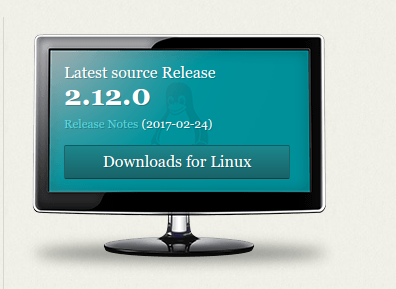 Latest source Release
2.12.0
Release Notes (2017-02-24)
Downloads for Linux